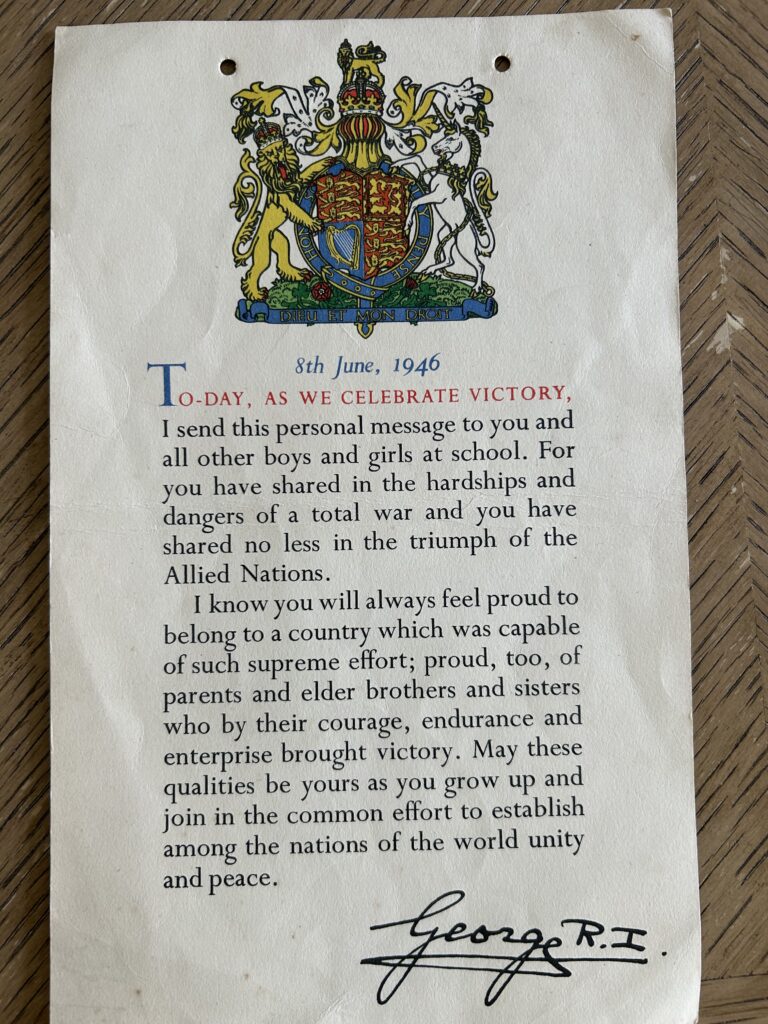 HONI
Y PENSE
DIEU ET MON DROIT
8th June, 1946
TO-DAY, AS WE CELEBRATE VICTORY,
I send this personal message to you and
all other boys and girls at school. For
you have shared in the hardships and
dangers of a total war and you have
shared no less in the triumph of the
Allied Nations.
I know you will always feel proud to
belong to a country which was capable
of such supreme effort; proud, too, of
parents and elder brothers and sisters
who by their courage, endurance and
enterprise brought victory. May these
qualities be yours as you grow up and
join in the common effort to establish
among the nations of the world unity
and peace.
George R.I.